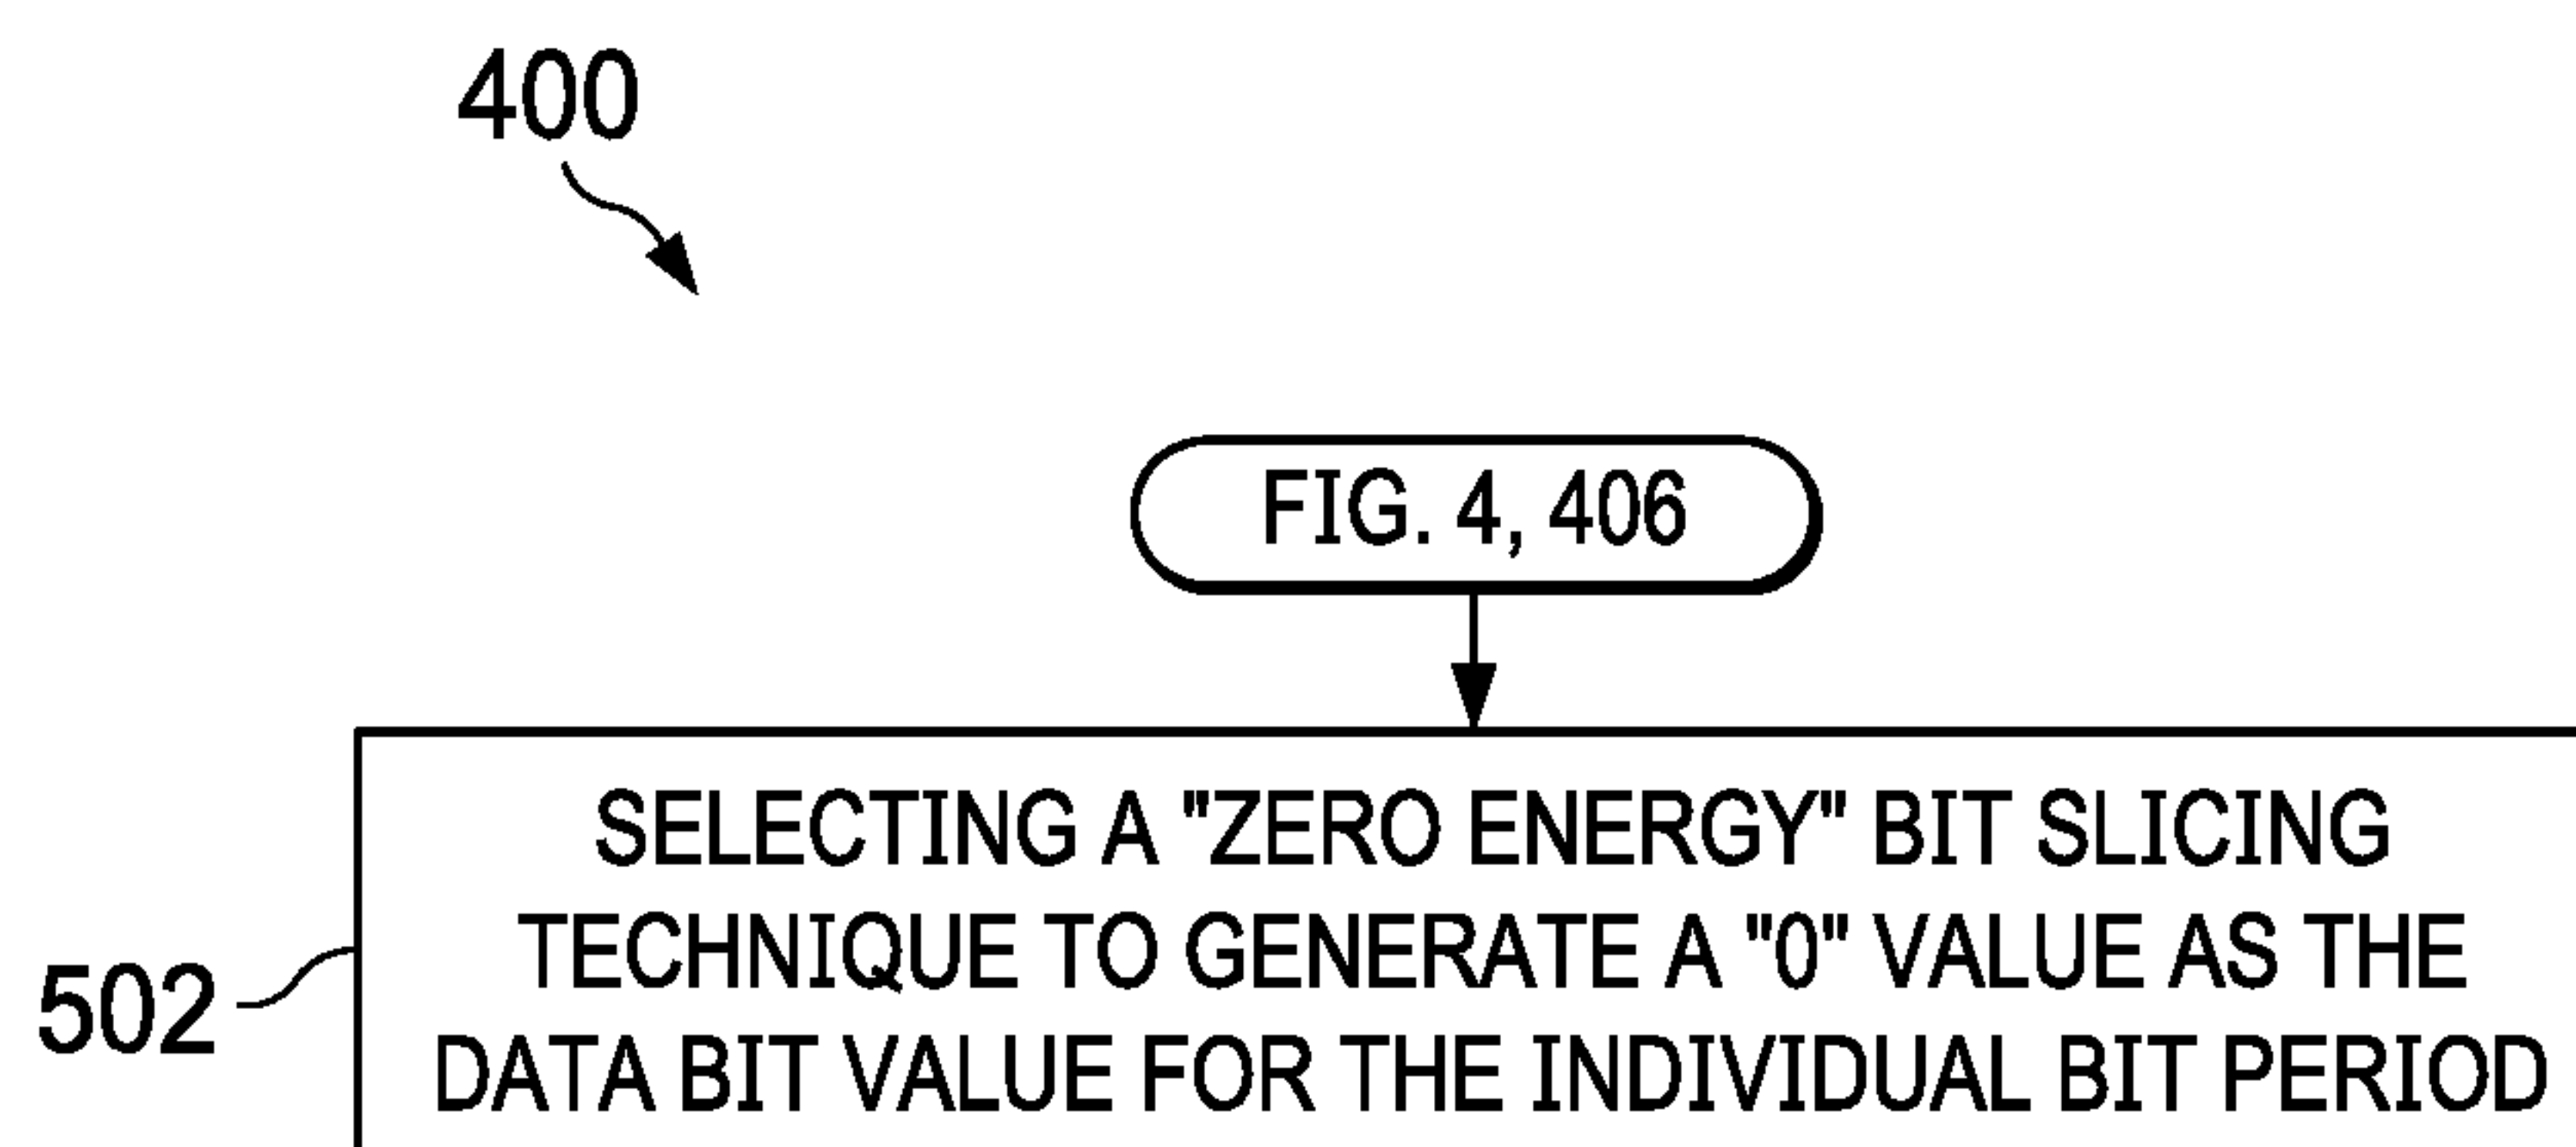 400
FIG. 4, 406
SELECTING A "ZERO ENERGY" BIT SLICING
TECHNIQUE TO GENERATE A "0" VALUE AS THE
502
DATA BIT VALUE FOR THE INDIVIDUAL BIT PERIOD